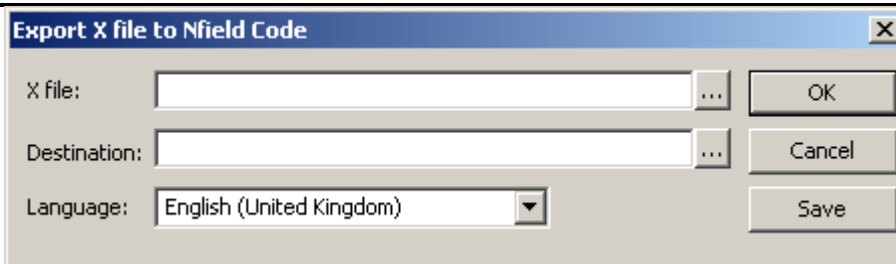 Export X file to Nfield Code
X file: ... OK
Destination: ... Cancel
Language: English (United Kingdom) Save